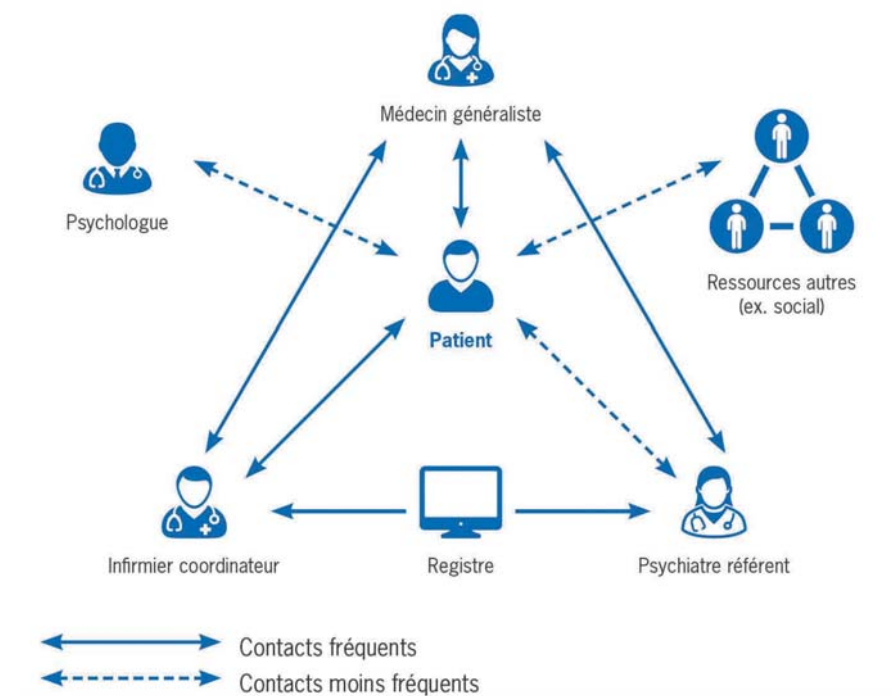 Médecin généraliste
Psychologue
Ressources autres
(ex. social)
Patient
Infirmier coordinateur
Registre
Psychiatre référent
Contacts fréquents
Contacts moins fréquents